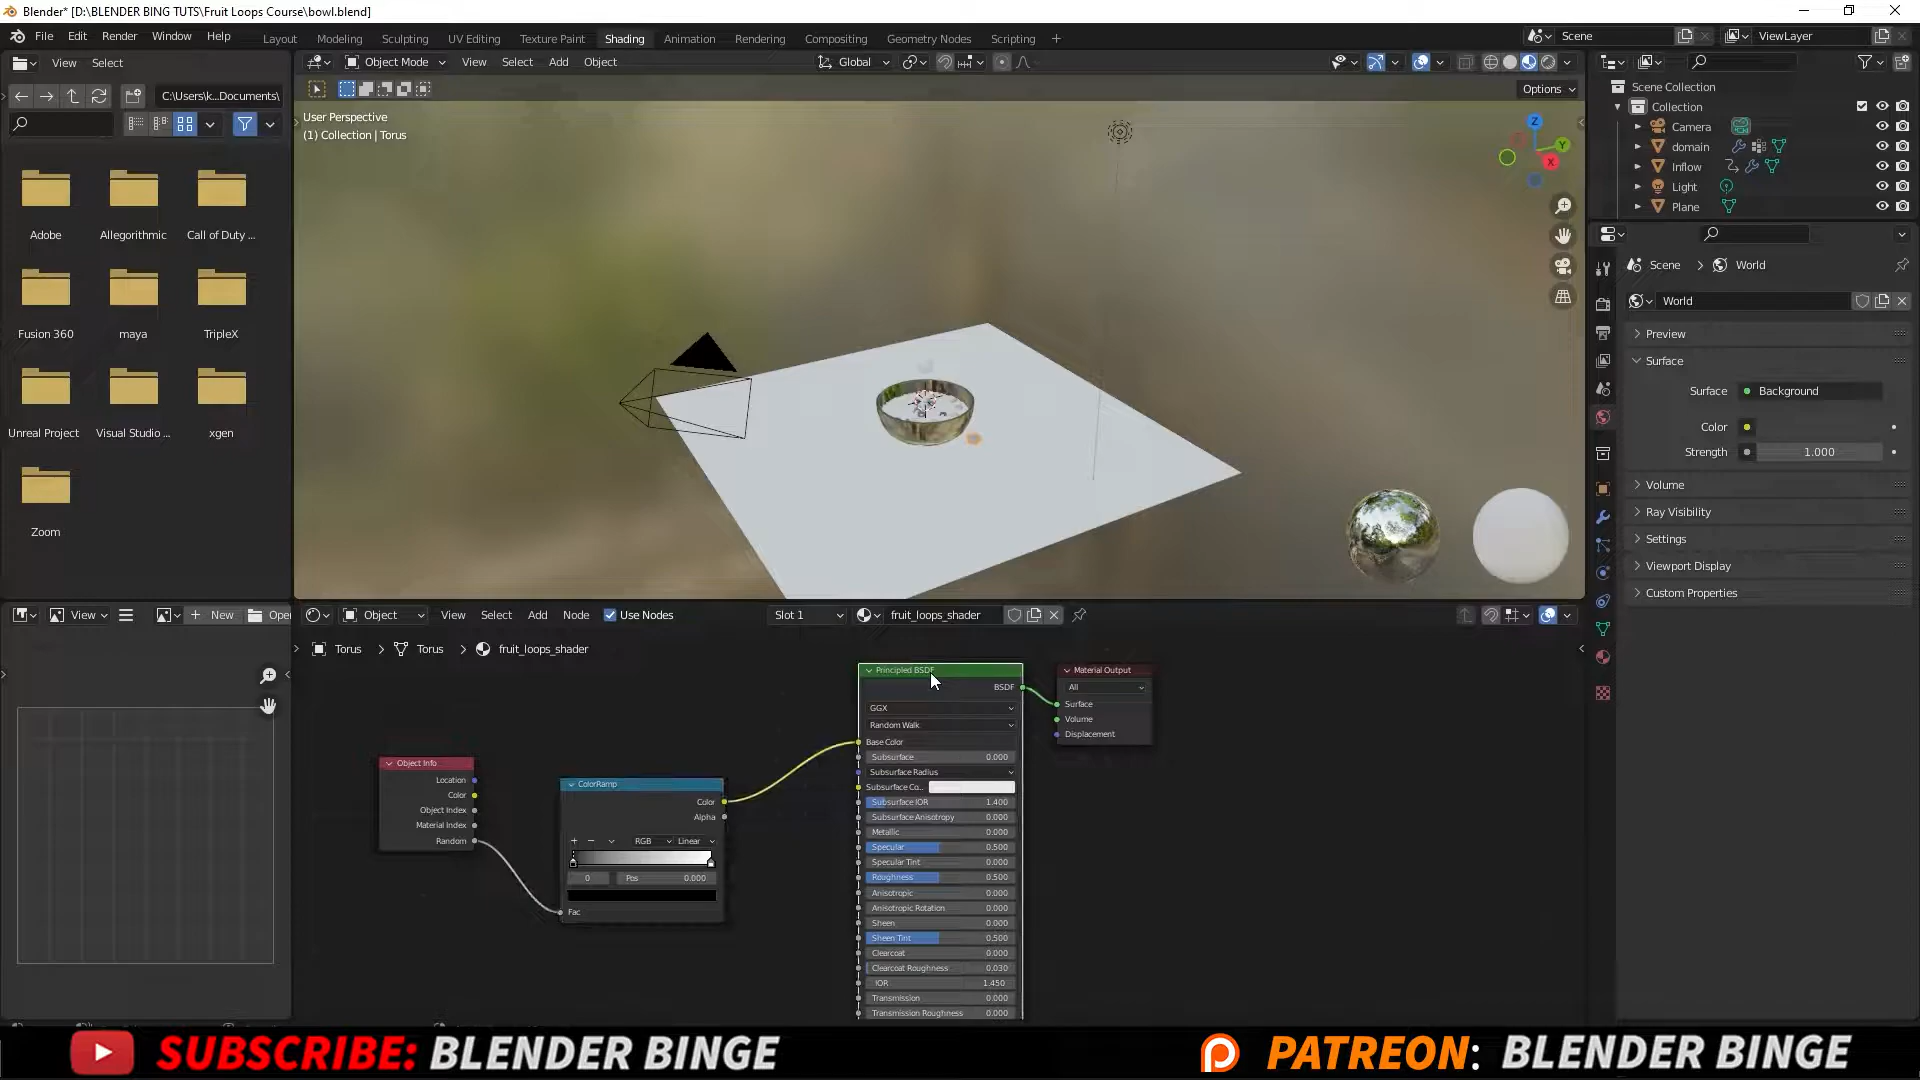 Blender* [D:\BLENDER BING TUTS\Fruit Loops Course\bowl.blend]
File Edit Render Window Help
Layout Modeling Sculpting UV Editing Texture Paint Shading Animation Rendering Compositing Geometry Nodes Scripting +
Scene
ViewLayer
View Select
Object Mode View Select Add Object
Global
Options
C:\Users\k...Documents\
User Perspective
(1) Collection | Torus
Z
Y
X
Adobe
Allegorithmic
Call of Duty ...
Fusion 360
maya
TripleX
Unreal Project
Visual Studio ...
xgen
Zoom
Scene Collection
Collection
Camera
domain
Inflow
Light
Plane
Scene > World
World
Preview
Surface
Surface Background
Color
Strength 1.000
Volume
Ray Visibility
Settings
Viewport Display
Custom Properties
View
+ New
Open
Object View Select Add Node Use Nodes
Slot 1
fruit_loops_shader
Torus > Torus > fruit_loops_shader
Object Info
Location
Color
Object Index
Material Index
Random
ColorRamp
Color
Alpha
RGB Linear
0 Pos 0.000
Fac
Principled BSDF
BSDF
GGX
Random Walk
Base Color
Subsurface 0.000
Subsurface Radius
Subsurface Co..
Subsurface IOR 1.400
Subsurface Anisotropy 0.000
Metallic 0.000
Specular 0.500
Specular Tint 0.000
Roughness 0.500
Anisotropic 0.000
Anisotropic Rotation 0.000
Sheen 0.000
Sheen Tint 0.500
Clearcoat 0.000
Clearcoat Roughness 0.030
IOR 1.450
Transmission 0.000
Transmission Roughness 0.000
Material Output
All
Surface
Volume
Displacement
SUBSCRIBE: BLENDER BINGE
PATREON: BLENDER BINGE